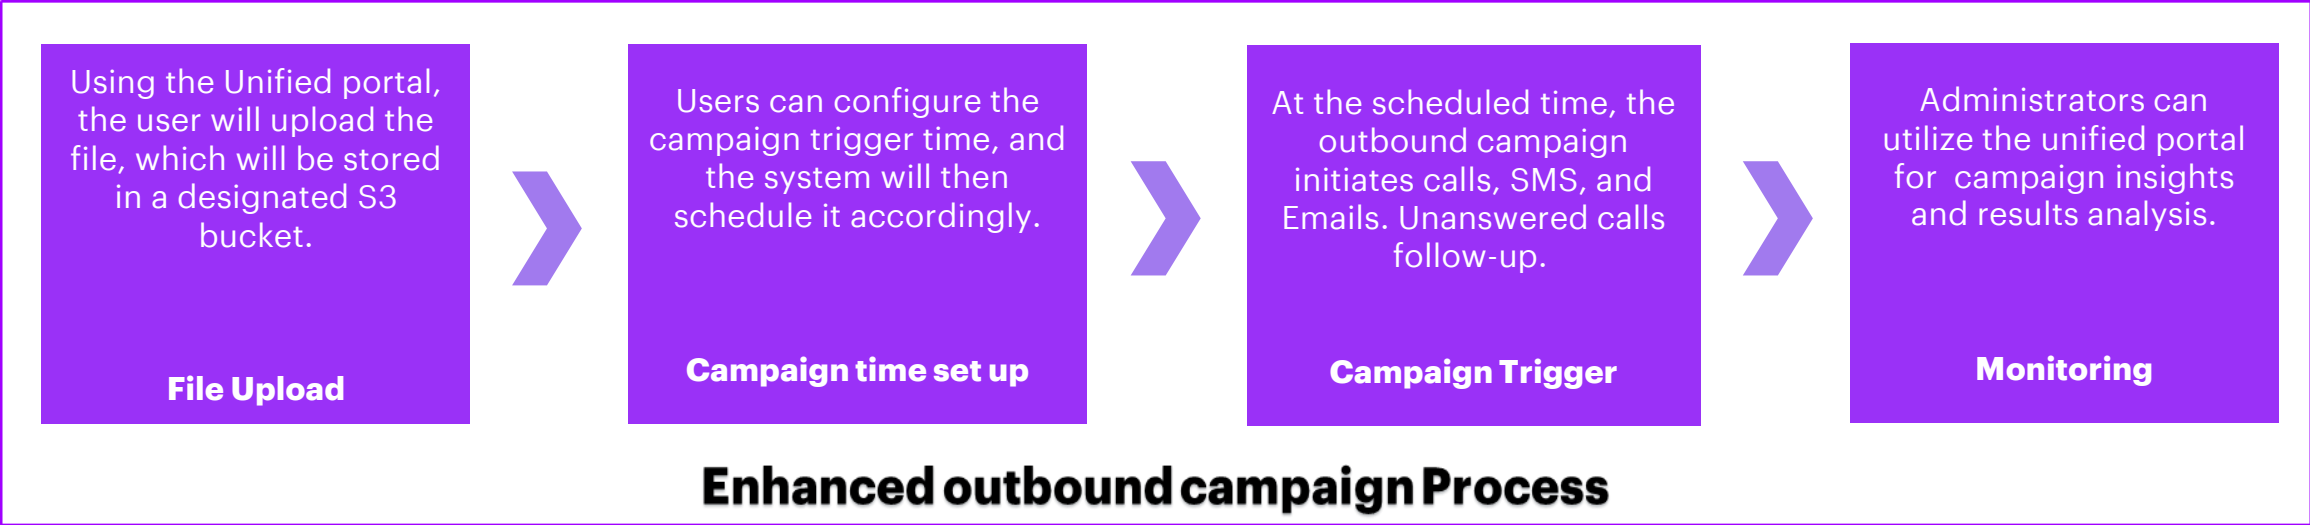 Using the Unified portal,
the user will upload the
file, which will be stored
in a designated S3
bucket.
File Upload
Users can configure the
campaign trigger time, and
the system will then
schedule it accordingly.
Campaign time set up
At the scheduled time, the
outbound campaign
initiates calls, SMS, and
Emails. Unanswered calls
follow-up.
Campaign Trigger
Administrators can
utilize the unified portal
for  campaign insights
and results analysis.
Monitoring
Enhanced outbound campaign Process